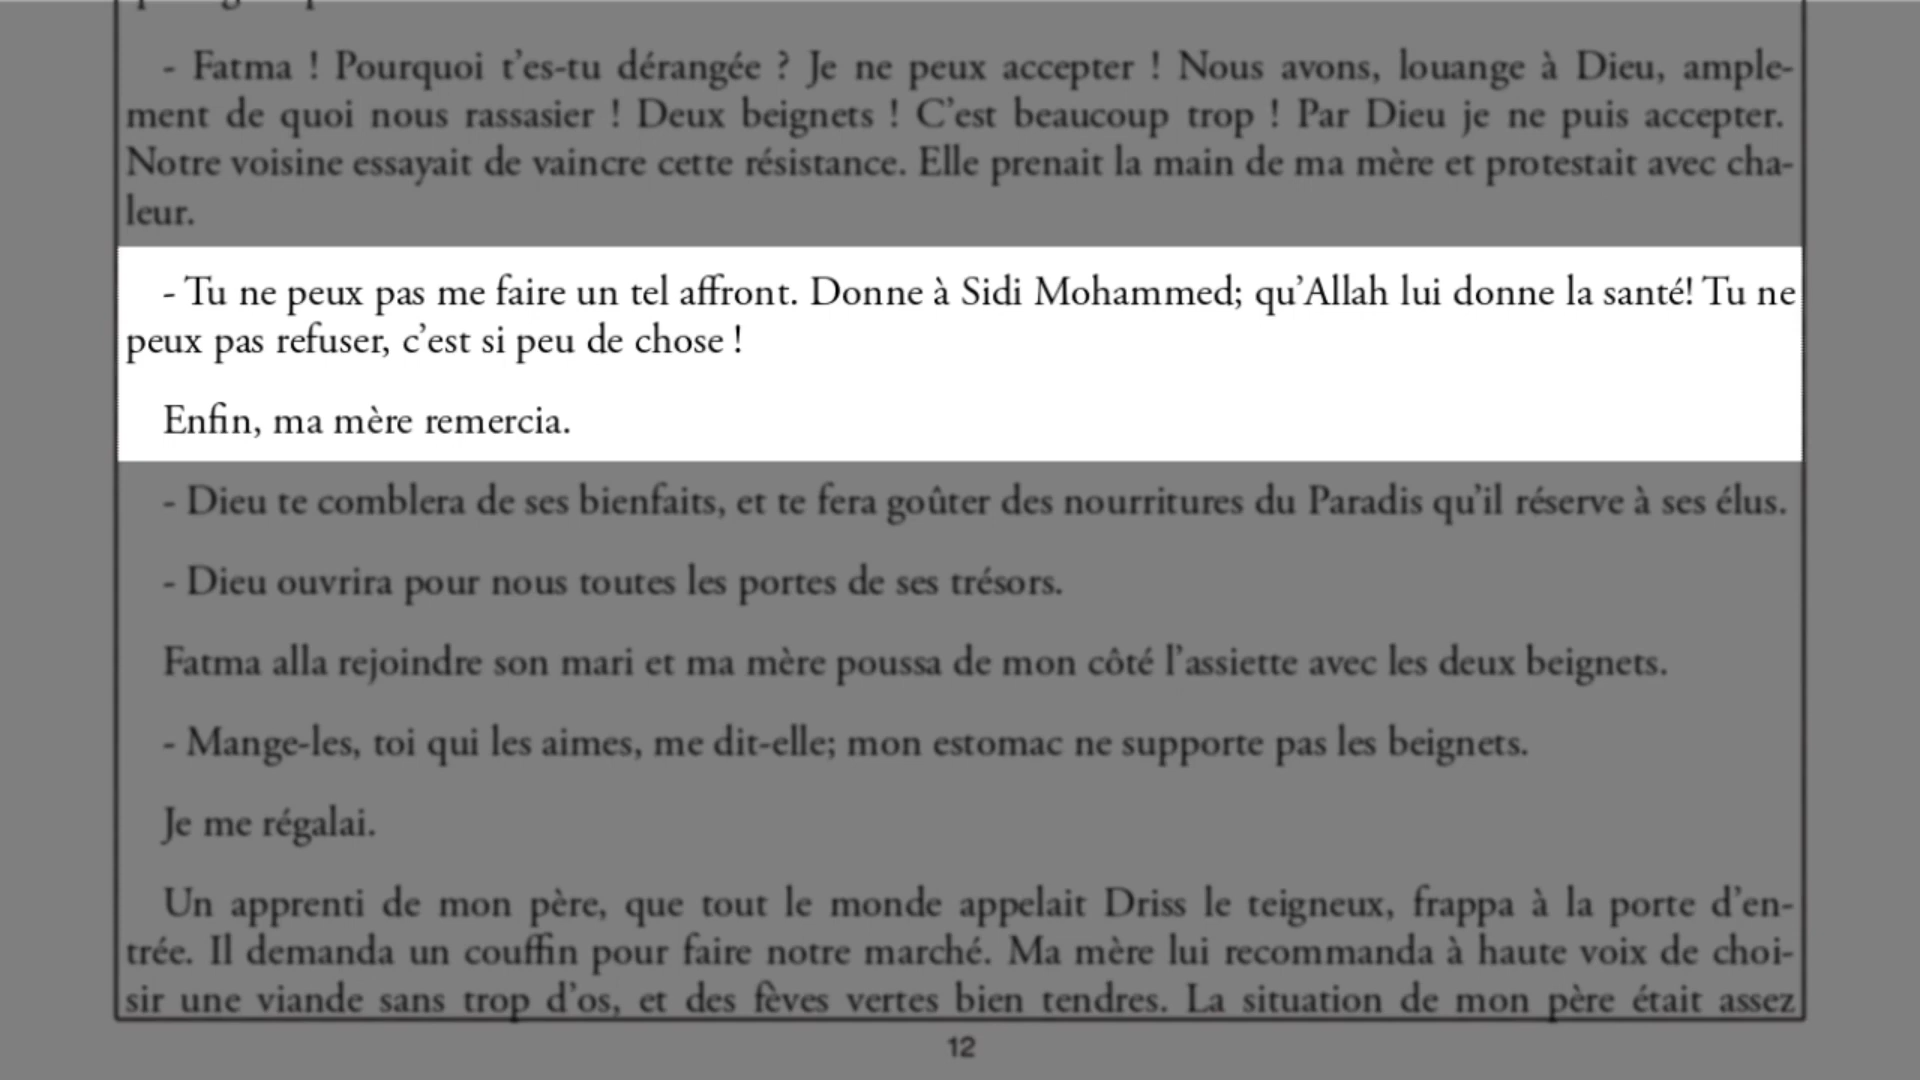 - Fatma ! Pourquoi t’es-tu dérangée ? Je ne peux accepter ! Nous avons, louange à Dieu, ample-
ment de quoi nous rassasier ! Deux beignets ! C’est beaucoup trop ! Par Dieu je ne puis accepter.
Notre voisine essayait de vaincre cette résistance. Elle prenait la main de ma mère et protestait avec cha-
leur.
- Tu ne peux pas me faire un tel affront. Donne à Sidi Mohammed; qu’Allah lui donne la santé! Tu ne
peux pas refuser, c’est si peu de chose !
Enfin, ma mère remercia.
- Dieu te comblera de ses bienfaits, et te fera goûter des nourritures du Paradis qu’il réserve à ses élus.
- Dieu ouvrira pour nous toutes les portes de ses trésors.
Fatma alla rejoindre son mari et ma mère poussa de mon côté l’assiette avec les deux beignets.
- Mange-les, toi qui les aimes, me dit-elle; mon estomac ne supporte pas les beignets.
Je me régalai.
Un apprenti de mon père, que tout le monde appelait Driss le teigneux, frappa à la porte d’en-
trée. Il demanda un couffin pour faire notre marché. Ma mère lui recommanda à haute voix de choi-
sir une viande sans trop d’os, et des fèves vertes bien tendres. La situation de mon père était assez
12